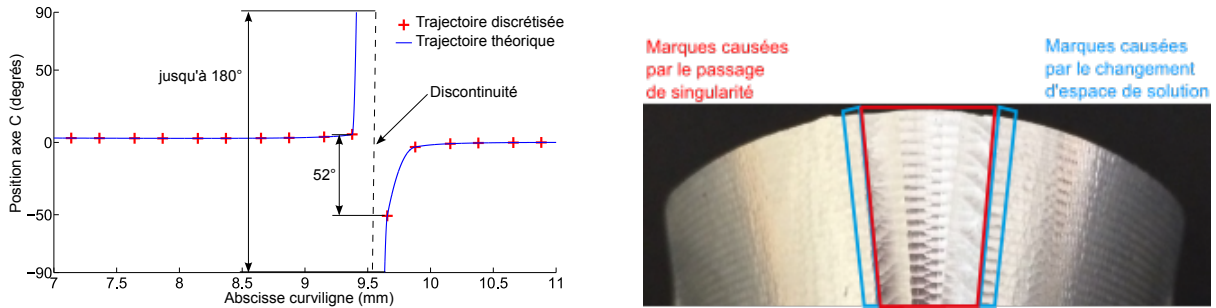 90
50
0
−50
−90
Position axe C (degrés)
7
7.5
8
8.5
9
9.5
10
10.5
11
Abscisse curviligne (mm)
Trajectoire discrétisée
Trajectoire théorique
jusqu'à 180°
Discontinuité
52°
Marques causées
par le passage
de singularité
Marques causées
par le changement
d'espace de solution